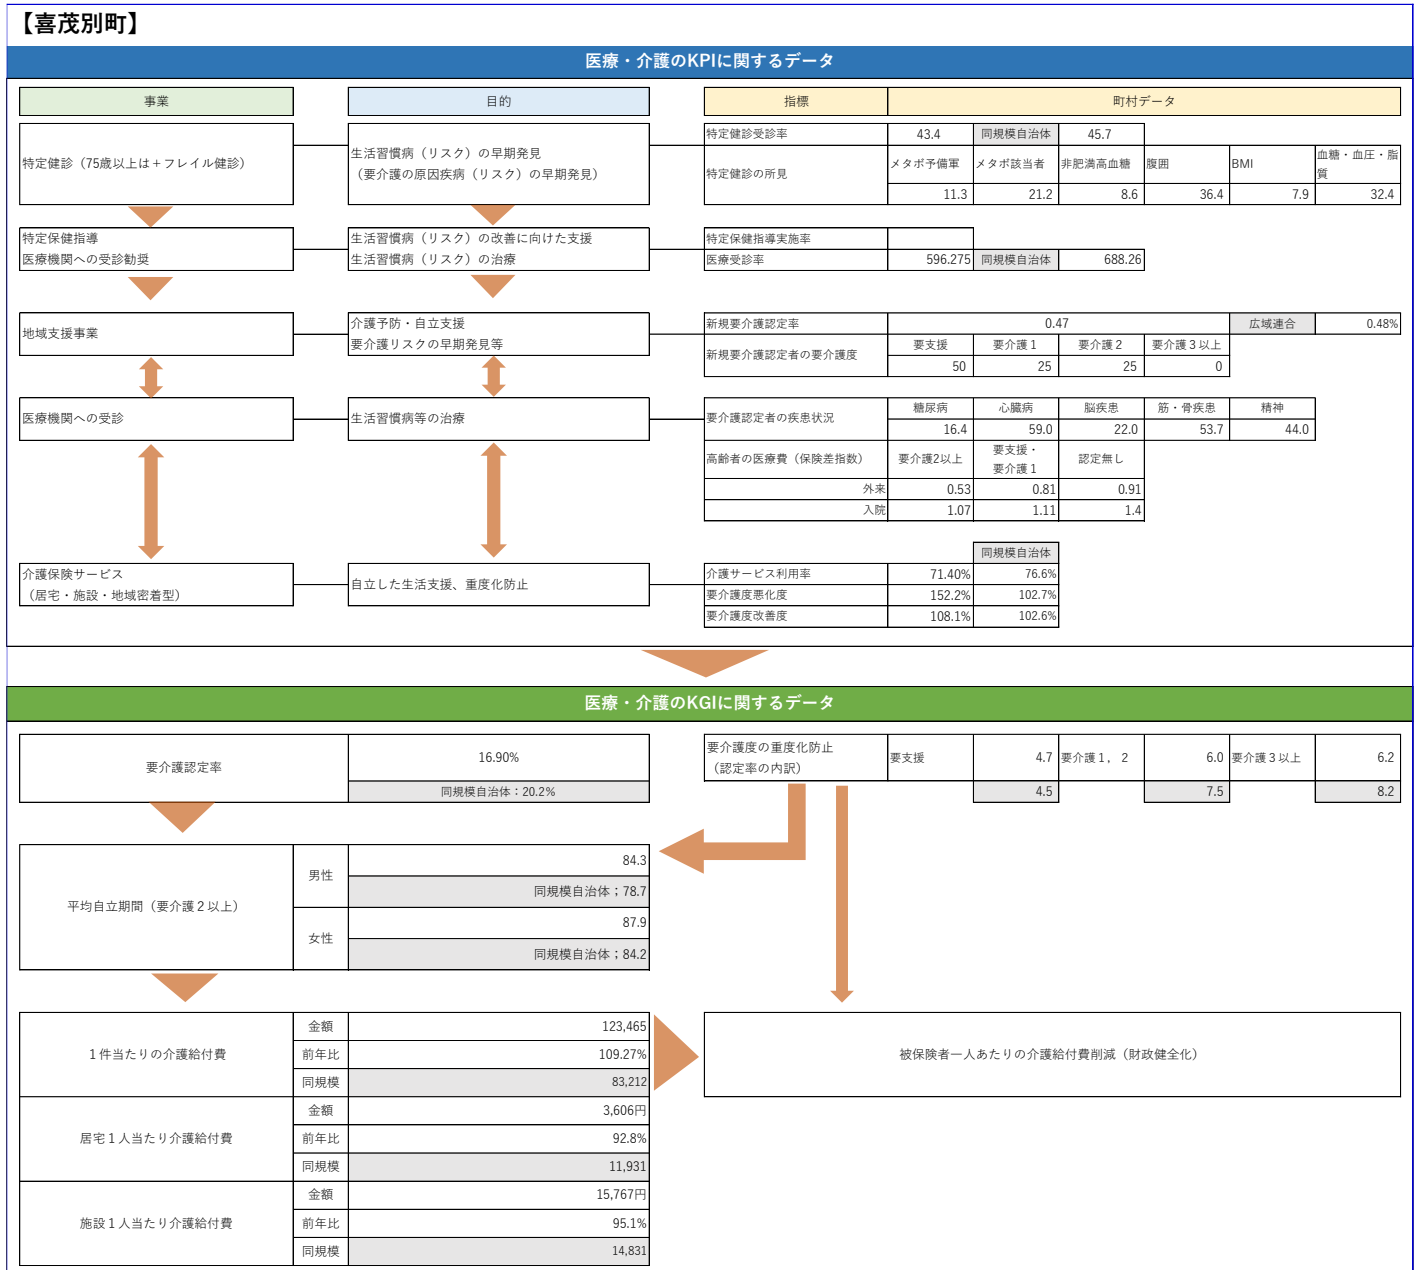 【喜茂別町】
医療・介護のKPIに関するデータ
事業 目的 指標 町村データ
特定健診（75歳以上は＋フレイル健診）
生活習慣病（リスク）の早期発見
（要介護の原因疾病（リスク）の早期発見）
特定健診受診率 43.4 同規模自治体 45.7
特定健診の所見 メタボ予備軍 メタボ該当者 非肥満高血糖 腹囲 BMI 血糖・血圧・脂
質
11.3 21.2 8.6 36.4 7.9 32.4
特定保健指導
医療機関への受診勧奨
生活習慣病（リスク）の改善に向けた支援
生活習慣病（リスク）の治療
特定保健指導実施率
医療受診率 596.275 同規模自治体 688.26
地域支援事業
介護予防・自立支援
要介護リスクの早期発見等
新規要介護認定率 0.47 広域連合 0.48%
新規要介護認定者の要介護度 要支援 要介護１ 要介護２ 要介護３以上
50 25 25 0
医療機関への受診
生活習慣病等の治療
要介護認定者の疾患状況 糖尿病 心臓病 脳疾患 筋・骨疾患 精神
16.4 59.0 22.0 53.7 44.0
高齢者の医療費（保険差指数） 要介護2以上 要支援・
要介護１ 認定無し
外来 0.53 0.81 0.91
入院 1.07 1.11 1.4
同規模自治体
介護保険サービス
（居宅・施設・地域密着型）
自立した生活支援、重度化防止
介護サービス利用率 71.40% 76.6%
要介護度悪化度 152.2% 102.7%
要介護度改善度 108.1% 102.6%
医療・介護のKGIに関するデータ
要介護認定率 16.90%
同規模自治体：20.2%
要介護度の重度化防止
（認定率の内訳）
要支援 4.7 要介護１，２ 6.0 要介護３以上 6.2
4.5 7.5 8.2
平均自立期間（要介護２以上）
男性 84.3
同規模自治体；78.7
女性 87.9
同規模自治体；84.2
１件当たりの介護給付費
金額 123,465
前年比 109.27%
同規模 83,212
被保険者一人あたりの介護給付費削減（財政健全化）
居宅１人当たり介護給付費
金額 3,606円
前年比 92.8%
同規模 11,931
施設１人当たり介護給付費
金額 15,767円
前年比 95.1%
同規模 14,831